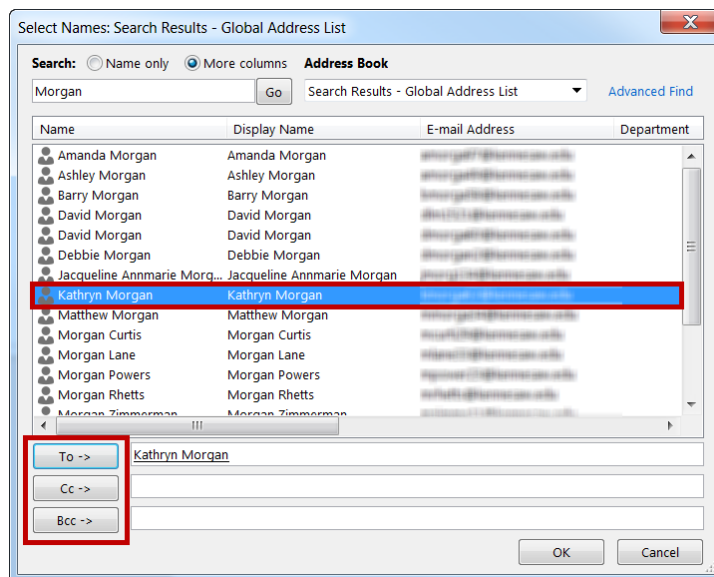 Select Names: Search Results - Global Address List
Search: Name only More columns Address Book
Morgan Go Search Results - Global Address List Advanced Find
Name Display Name E-mail Address Department
Amanda Morgan Amanda Morgan
Ashley Morgan Ashley Morgan
Barry Morgan Barry Morgan
David Morgan David Morgan
David Morgan David Morgan
Debbie Morgan Debbie Morgan
Jacqueline Annmarie Morg... Jacqueline Annmarie Morgan
Kathryn Morgan Kathryn Morgan
Matthew Morgan Matthew Morgan
Morgan Curtis Morgan Curtis
Morgan Lane Morgan Lane
Morgan Powers Morgan Powers
Morgan Rhetts Morgan Rhetts
Morgan Zimmerman Morgan Zimmerman
To -> Kathryn Morgan
Cc ->
Bcc ->
OK Cancel